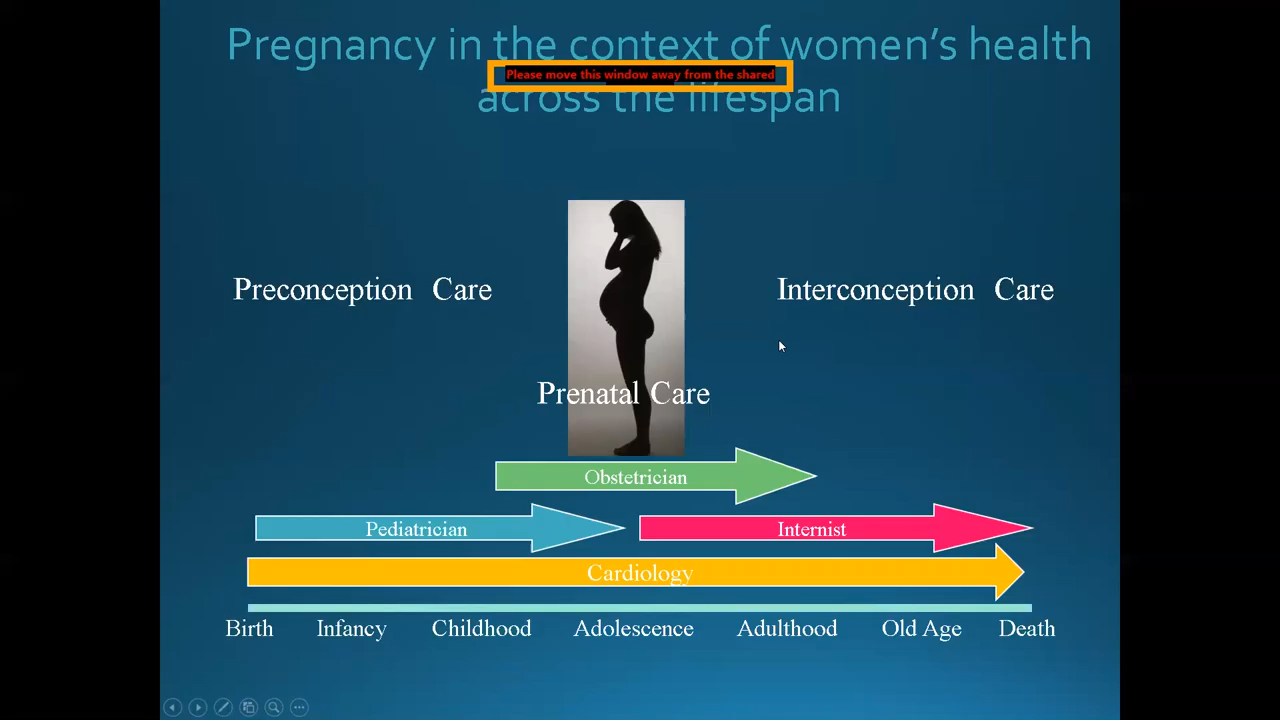 Pregnancy in the context of women's health
Please move this window away from the shared
across the lifespan
Preconception Care
Interconception Care
Prenatal Care
Obstetrician
Pediatrician
Internist
Cardiology
Birth Infancy Childhood Adolescence Adulthood Old Age Death